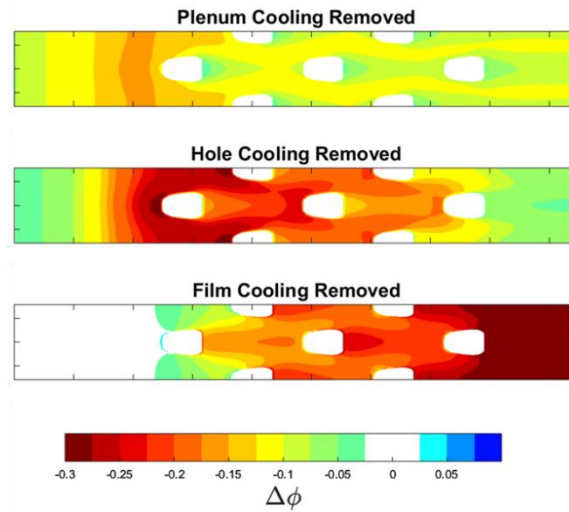 Plenum Cooling Removed
Hole Cooling Removed
Film Cooling Removed
-0.3 -0.25 -0.2 -0.15 -0.1 -0.05 0 0.05
Δϕ